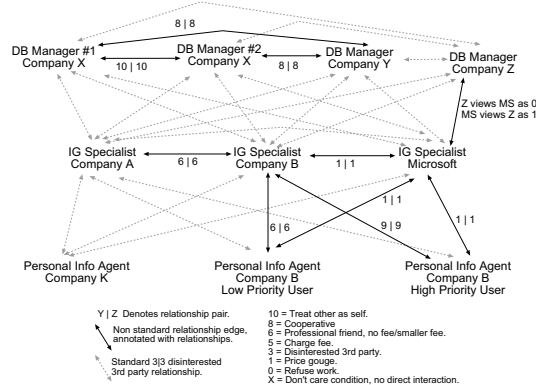 8 | 8
DB Manager #1
Company X
DB Manager #2
Company X
DB Manager
Company Y
DB Manager
Company Z
10 | 10
8 | 8
Z views MS as 0
MS views Z as 1
IG Specialist
Company A
IG Specialist
Company B
IG Specialist
Microsoft
6 | 6
1 | 1
1 | 1
6 | 6
9 | 9
1 | 1
Personal Info Agent
Company K
Personal Info Agent
Company B
Low Priority User
Personal Info Agent
Company B
High Priority User
Y | Z Denotes relationship pair.
Non standard relationship edge,
annotated with relationships.
Standard 3|3 disinterested
3rd party relationship.
10 = Treat other as self.
8 = Cooperative
6 = Professional friend, no fee/smaller fee.
5 = Charge fee.
3 = Disinterested 3rd party.
1 = Price gouge.
0 = Refuse work.
X = Don't care condition, no direct interaction.